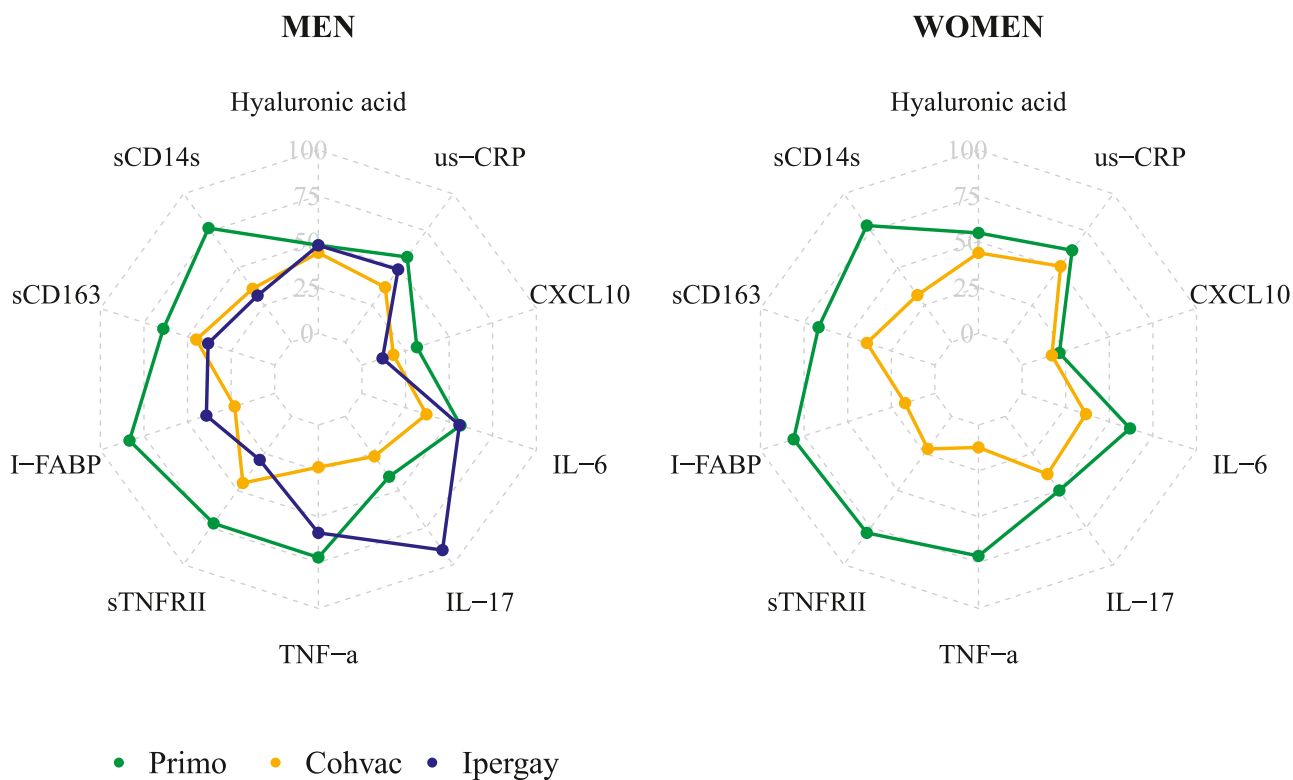 MEN
Hyaluronic acid
sCD14s
us−CRP
100
75
50
25
0
sCD163
CXCL10
I−FABP
IL−6
sTNFRII
IL−17
TNF−a
WOMEN
Hyaluronic acid
sCD14s
us−CRP
100
75
50
25
0
sCD163
CXCL10
I−FABP
IL−6
sTNFRII
IL−17
TNF−a
Primo Cohvac Ipergay